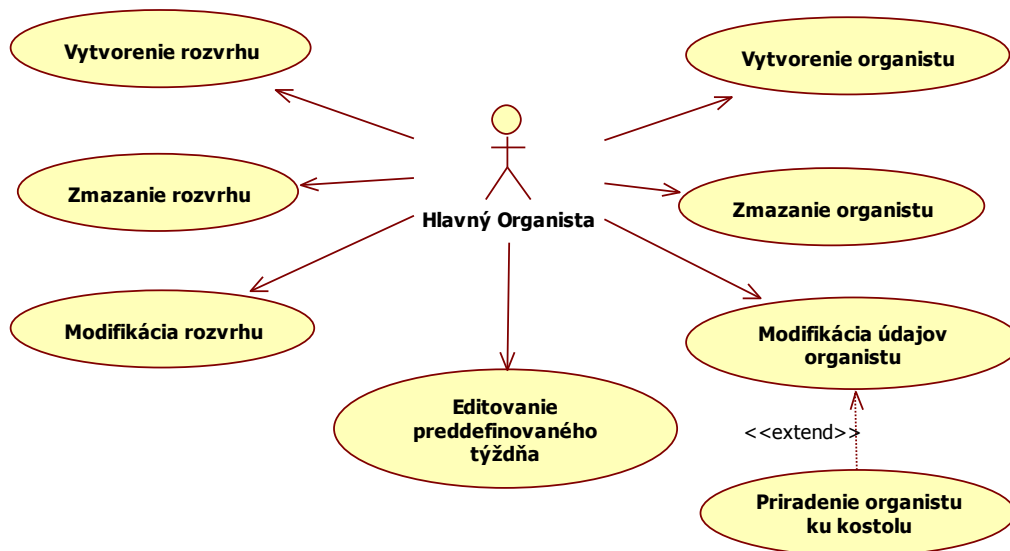 Vytvorenie rozvrhu
Vytvorenie organistu
Zmazanie rozvrhu
Zmazanie organistu
Hlavný Organista
Modifikácia rozvrhu
Modifikácia údajov
organistu
Editovanie
preddefinovaného
týždňa
<<extend>>
Priradenie organistu
ku kostolu